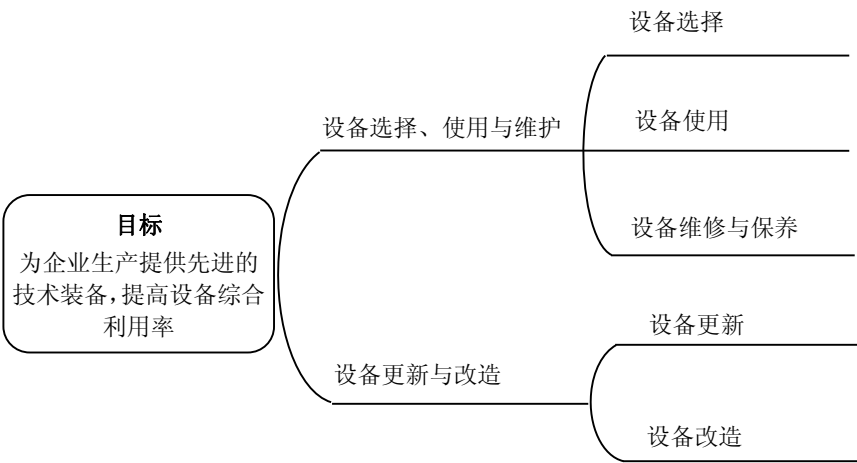 设备选择
设备选择、使用与维护
设备使用
设备维修与保养
目标
为企业生产提供先进的
技术装备,提高设备综合
利用率
设备更新
设备更新与改造
设备改造